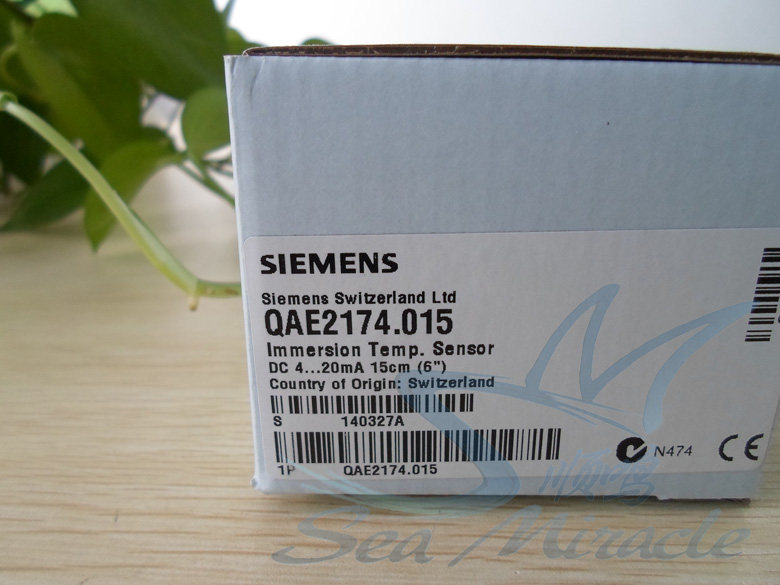 SIEMENS
Siemens Switzerland Ltd
QAE2174.015
Immersion Temp. Sensor
DC 4...20mA 15cm (6")
Country of Origin: Switzerland
S 140327A
1P QAE2174.015
N474
CE
Sea Miracle